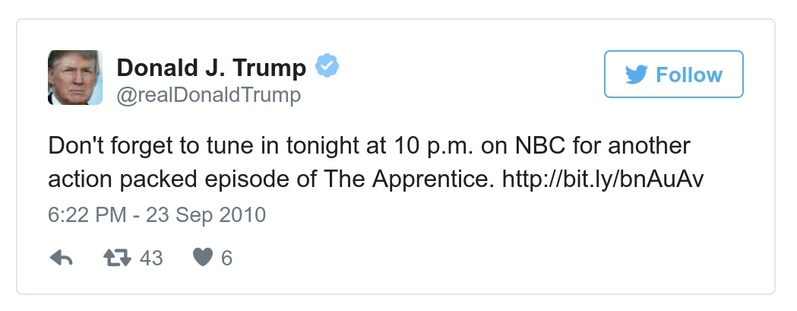 Donald J. Trump
@realDonaldTrump
Follow
Don't forget to tune in tonight at 10 p.m. on NBC for another
action packed episode of The Apprentice. http://bit.ly/bnAuAv
6:22 PM - 23 Sep 2010
43 6